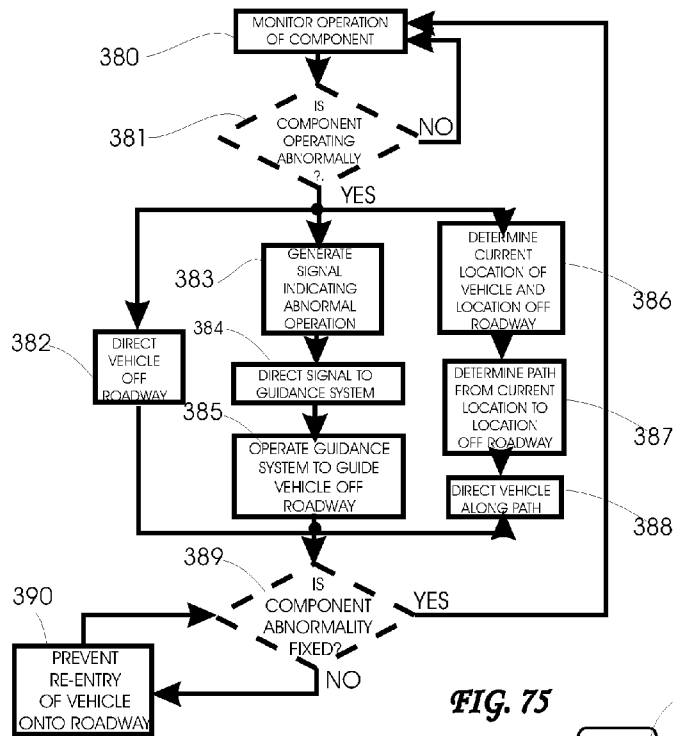 MONITOR OPERATION
OF COMPONENT
380
IS
COMPONENT
OPERATING
ABNORMALLY
?
381
NO
YES
GENERATE
SIGNAL
INDICATING
ABNORMAL
OPERATION
383
DETERMINE
CURRENT
LOCATION OF
VEHICLE AND
LOCATION OFF
ROADWAY
386
384
382
DIRECT
VEHICLE
OFF
ROADWAY
DIRECT SIGNAL TO
GUIDANCE SYSTEM
DETERMINE PATH
FROM CURRENT
LOCATION TO
LOCATION
OFF ROADWAY
387
385
OPERATE GUIDANCE
SYSTEM TO GUIDE
VEHICLE OFF
ROADWAY
DIRECT VEHICLE
ALONG PATH
388
389
IS
COMPONENT
ABNORMALITY
FIXED?
YES
NO
390
PREVENT
RE-ENTRY
OF VEHICLE
ONTO ROADWAY
FIG. 75